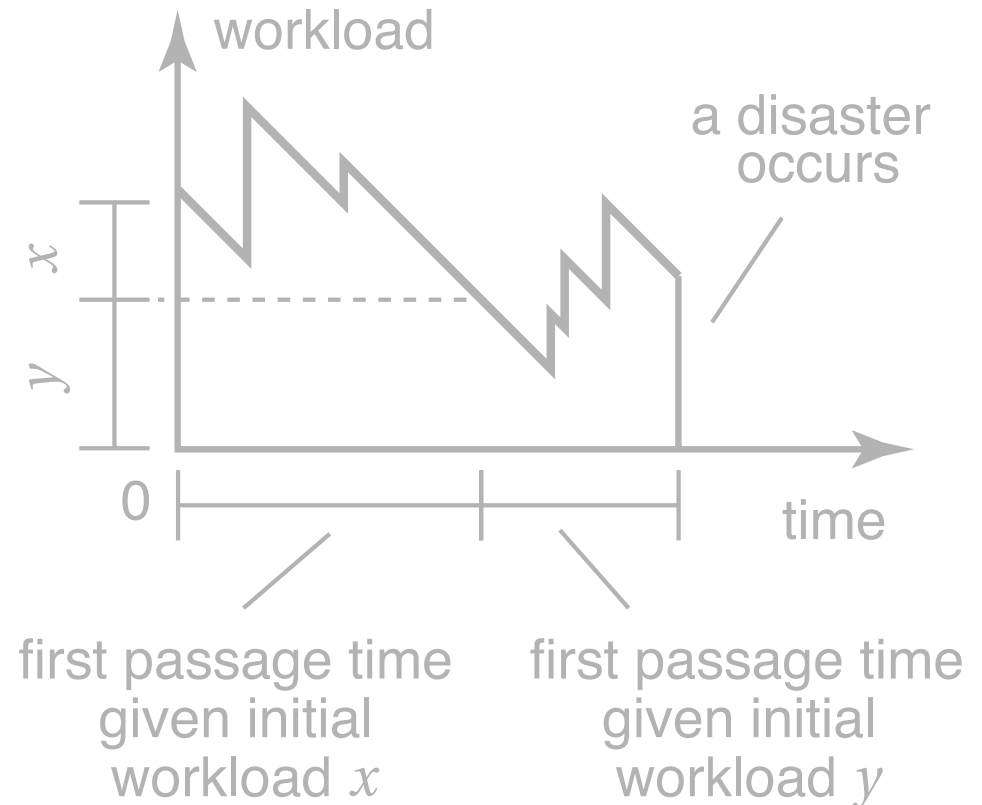 workload
a disaster
occurs
x
y
0
time
first passage time
given initial
workload x
first passage time
given initial
workload y